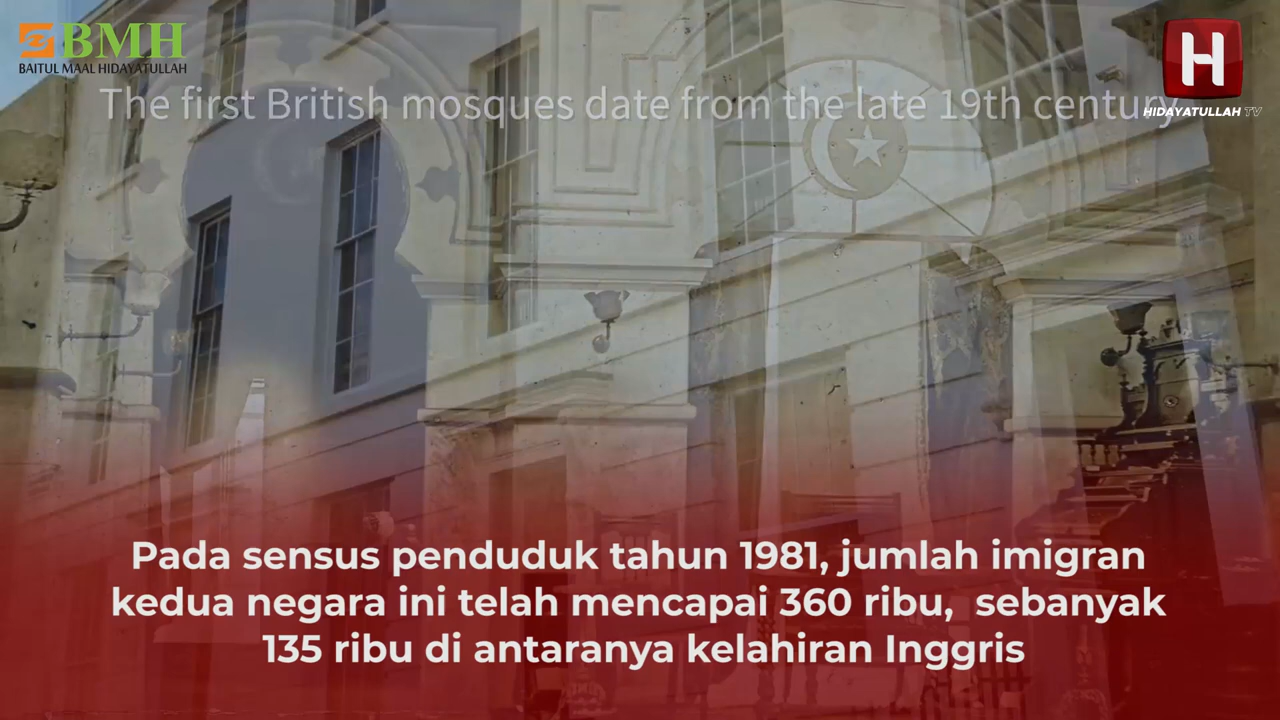 BMH
BAITUL MAAL HIDAYATULLAH
The first British mosques date from the late 19th century
H
HIDAYATULLAH TV
Pada sensus penduduk tahun 1981, jumlah imigran
kedua negara ini telah mencapai 360 ribu, sebanyak
135 ribu di antaranya kelahiran Inggris